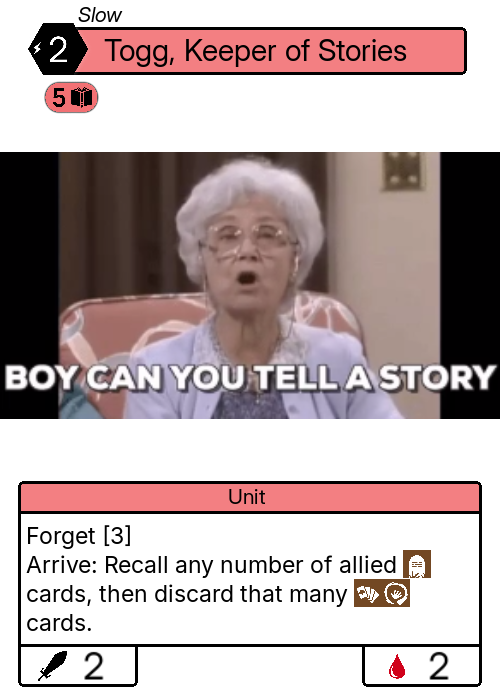 Slow
2 Togg, Keeper of Stories
5
BOY CAN YOU TELL A STORY
Unit
Forget [3]
Arrive: Recall any number of allied
cards, then discard that many
cards.
2 2